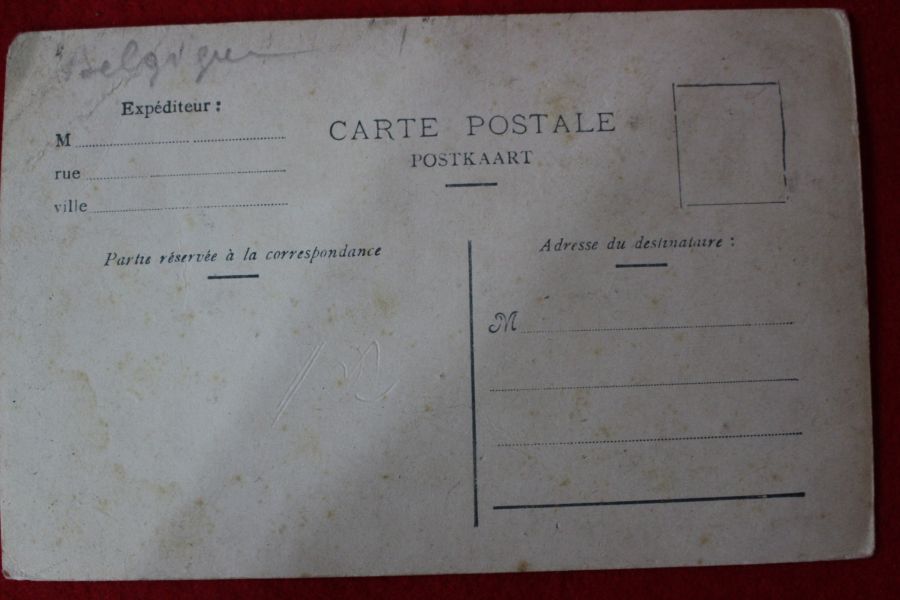 Belgique
Expéditeur :
M
rue
ville
CARTE POSTALE
POSTKAART
Partie réservée à la correspondance
Adresse du destinataire :
M